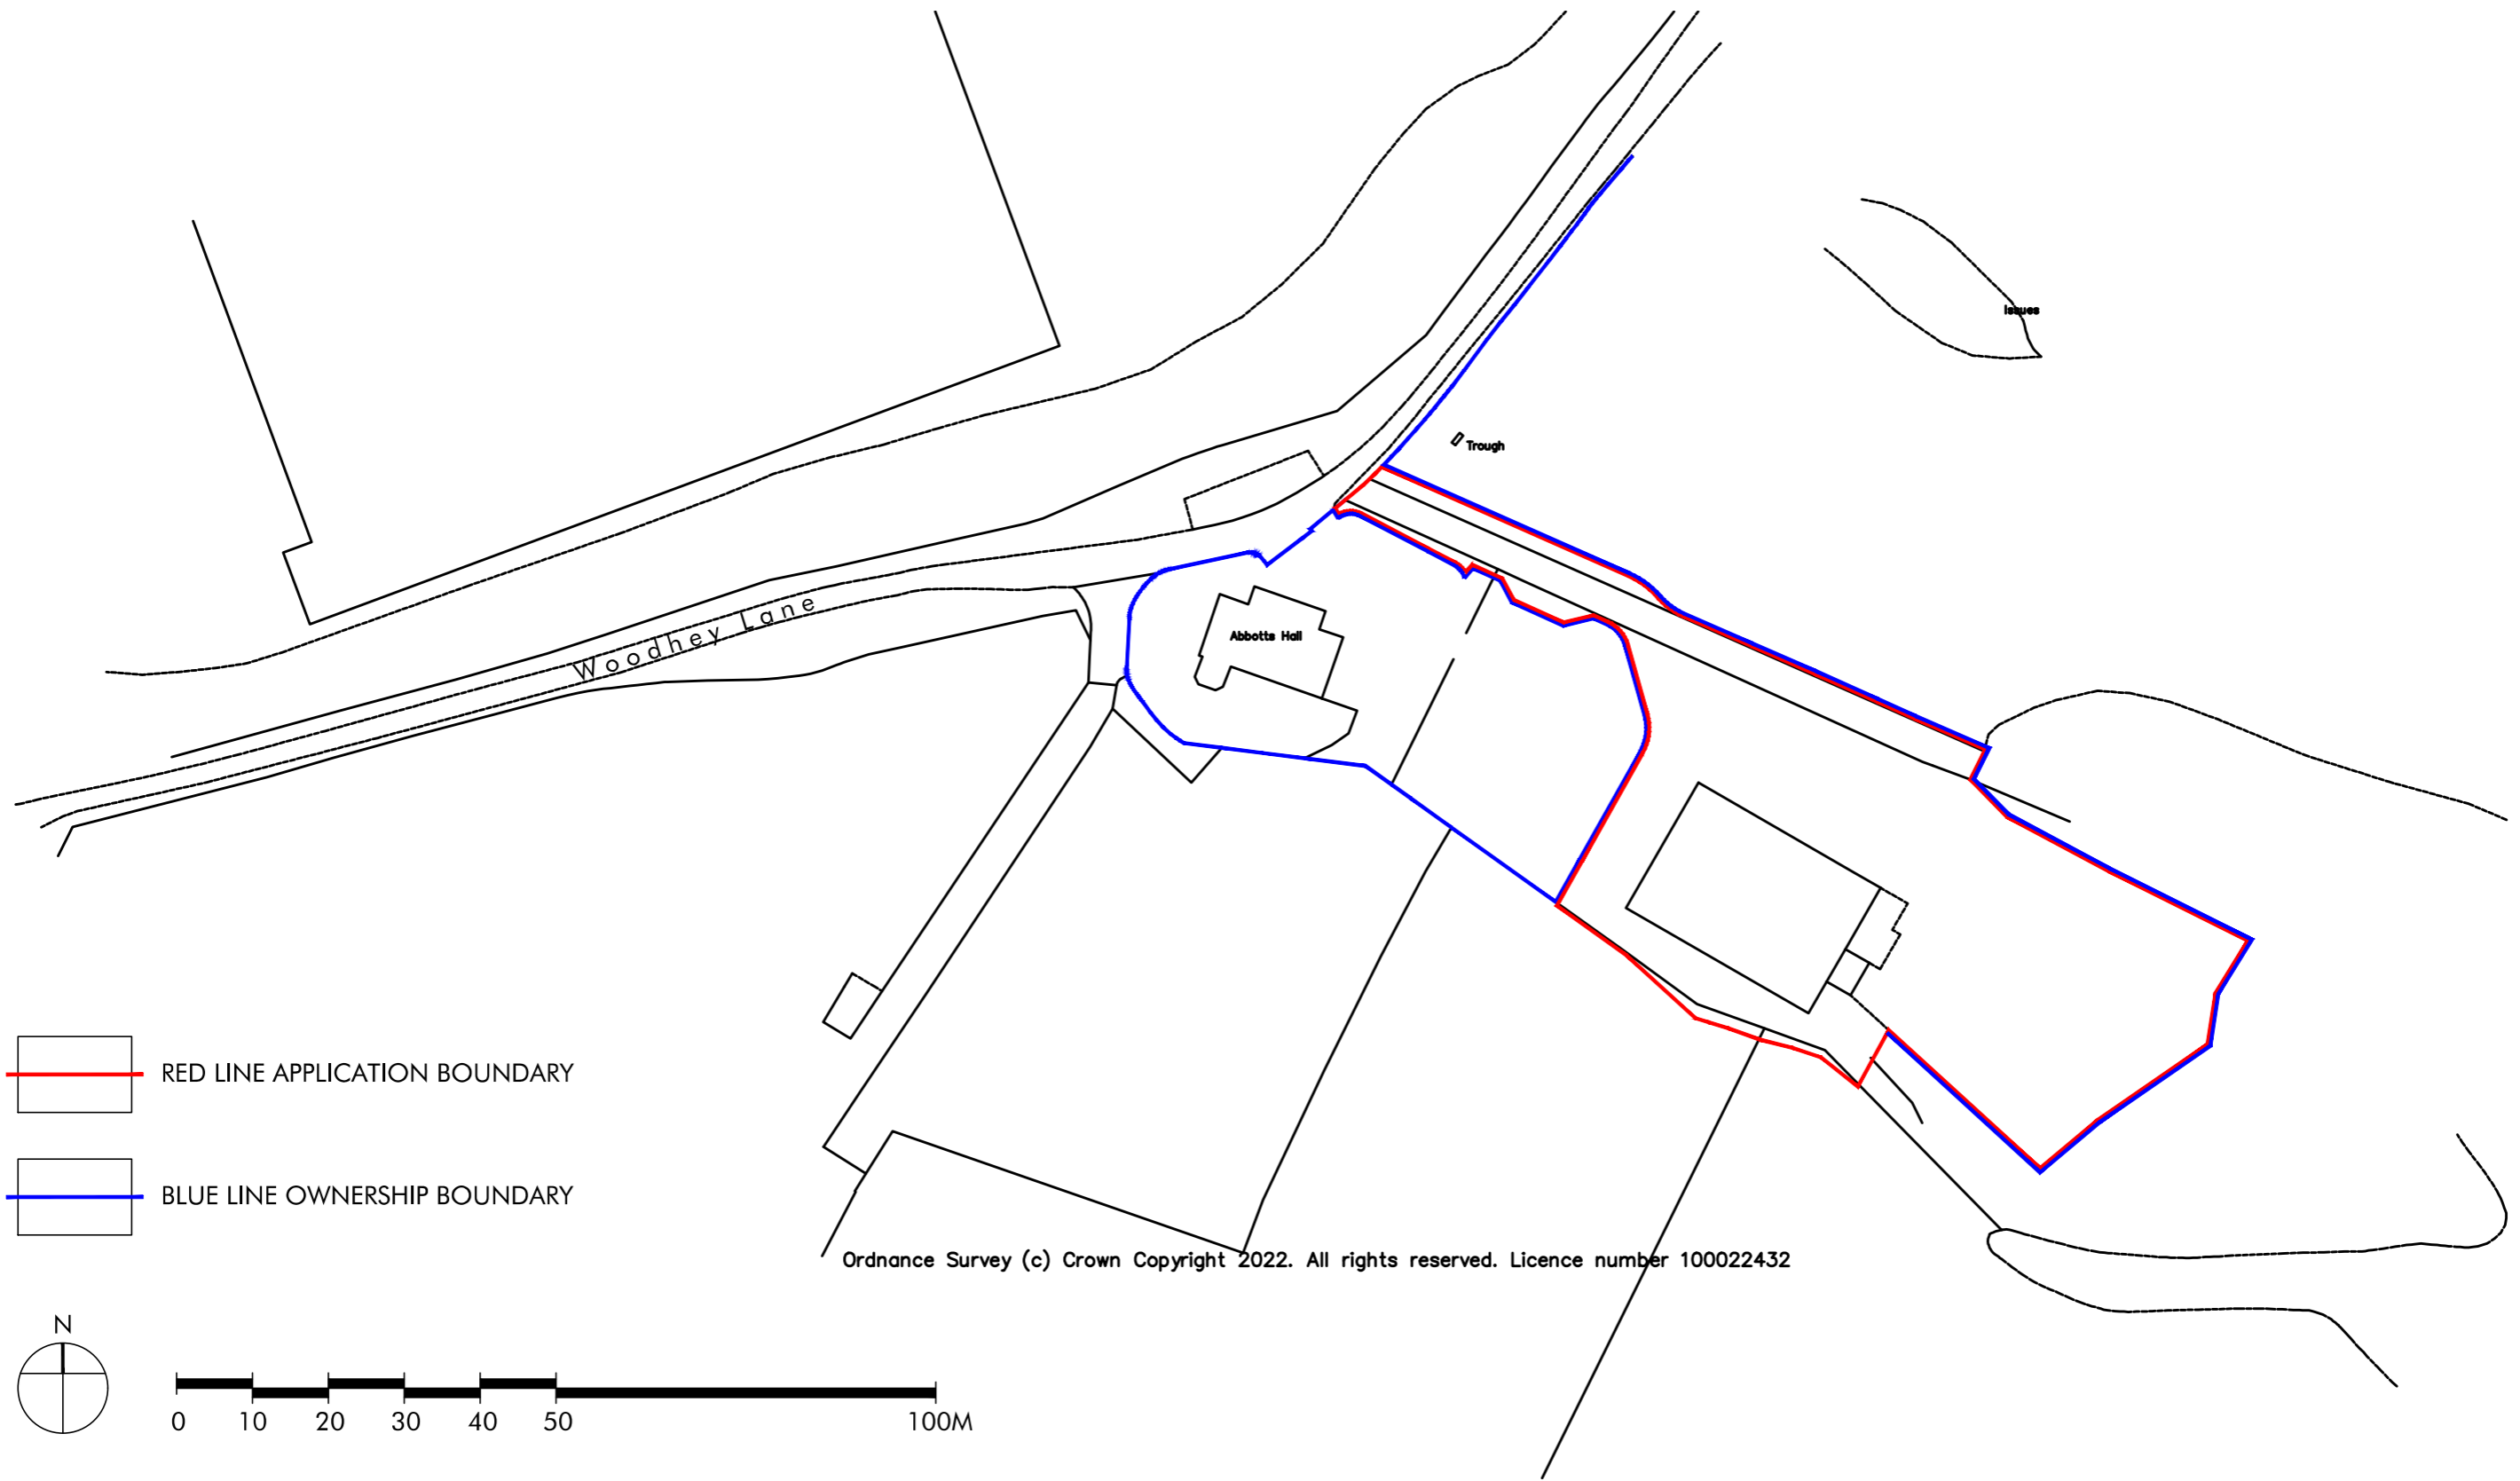 Issues
Trough
Woodhey Lane
Abbotts Hall
RED LINE APPLICATION BOUNDARY
BLUE LINE OWNERSHIP BOUNDARY
Ordnance Survey (c) Crown Copyright 2022. All rights reserved. Licence number 100022432
N
0 10 20 30 40 50 100M